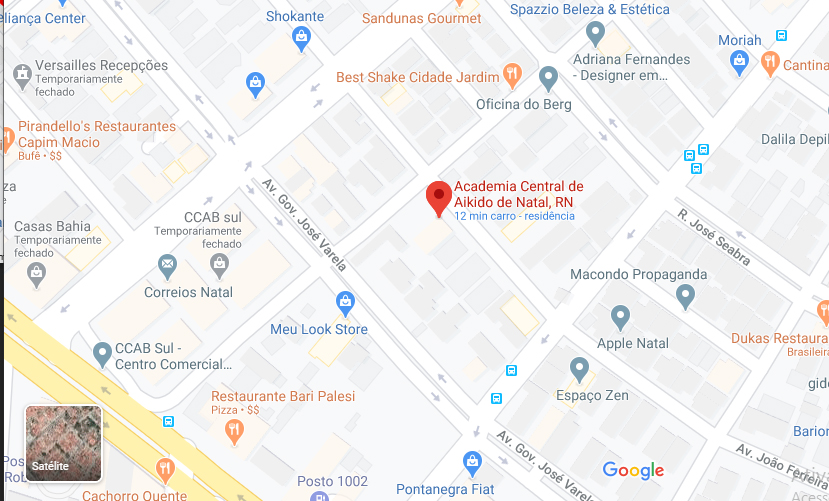 eliança Center
Shokante
Sandunas Gourmet
Spazzio Beleza & Estética
Moriah
Cantina
Versailles Recepções
Temporariamente
fechado
Adriana Fernandes
- Designer em...
Best Shake Cidade Jardim
Oficina do Berg
Pirandello's Restaurantes
Capim Macio
Bufê • $$
Dalila Depil
za
Academia Central de
Aikido de Natal, RN
12 min carro - residência
Av. Gov. José Varela
Casas Bahia
Temporariamente
fechado
CCAB sul
Temporariamente
fechado
R. José Seabra
Correios Natal
Macondo Propaganda
Meu Look Store
Apple Natal
Dukas Restaura
Brasileira
CCAB Sul -
Centro Comercial...
Espaço Zen
gide
Restaurante Bari Palesi
Pizza • $$
Barion
Satélite
Pos
Rob
Av. Gov. José Varela
Google
Av. João Ferreira
Posto 1002
Pontanegra Fiat
Cachorro Quente